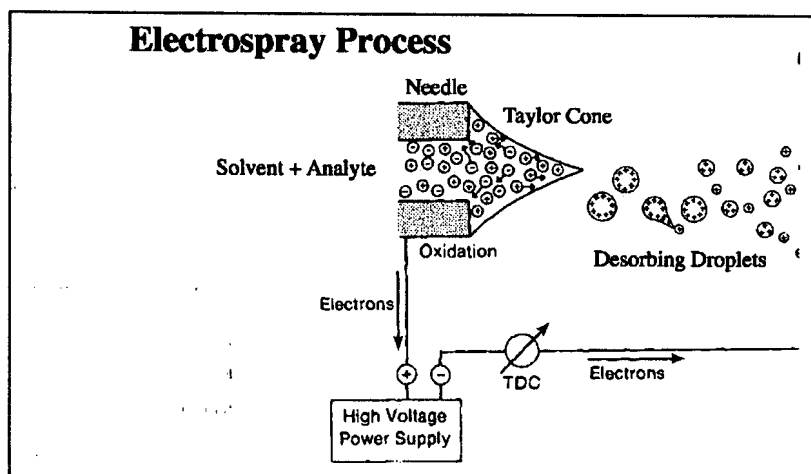 Electrospray Process
Needle
Taylor Cone
Solvent + Analyte
Oxidation
Desorbing Droplets
Electrons
+
−
TDC
Electrons
High Voltage
Power Supply